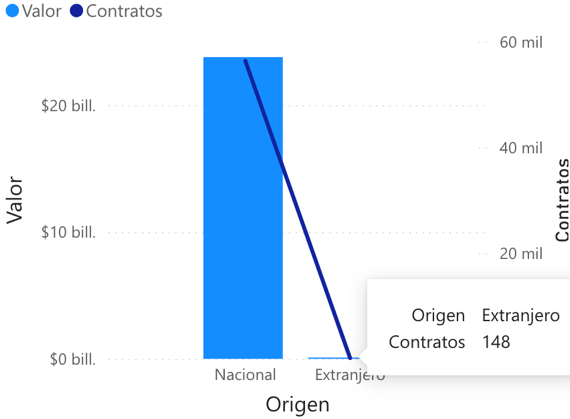 Valor Contratos
60 mil
$20 bill.
40 mil
Valor
Contratos
$10 bill.
20 mil
Origen Extranjero
Contratos 148
$0 bill.
Nacional Extranjero
Origen